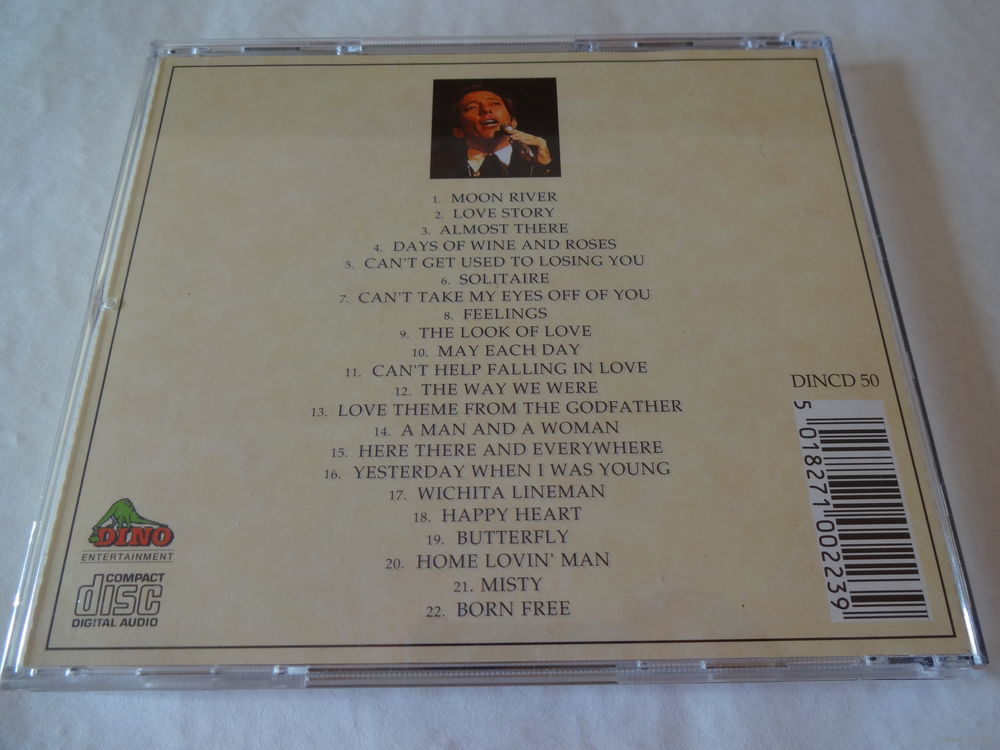 1. MOON RIVER
2. LOVE STORY
3. ALMOST THERE
4. DAYS OF WINE AND ROSES
5. CAN'T GET USED TO LOSING YOU
6. SOLITAIRE
7. CAN'T TAKE MY EYES OFF OF YOU
8. FEELINGS
9. THE LOOK OF LOVE
10. MAY EACH DAY
11. CAN'T HELP FALLING IN LOVE
12. THE WAY WE WERE
13. LOVE THEME FROM THE GODFATHER
14. A MAN AND A WOMAN
15. HERE THERE AND EVERYWHERE
16. YESTERDAY WHEN I WAS YOUNG
17. WICHITA LINEMAN
18. HAPPY HEART
19. BUTTERFLY
20. HOME LOVIN' MAN
21. MISTY
22. BORN FREE
DINCD 50
5 018271 002239
DINO
ENTERTAINMENT
COMPACT
disc
DIGITAL AUDIO